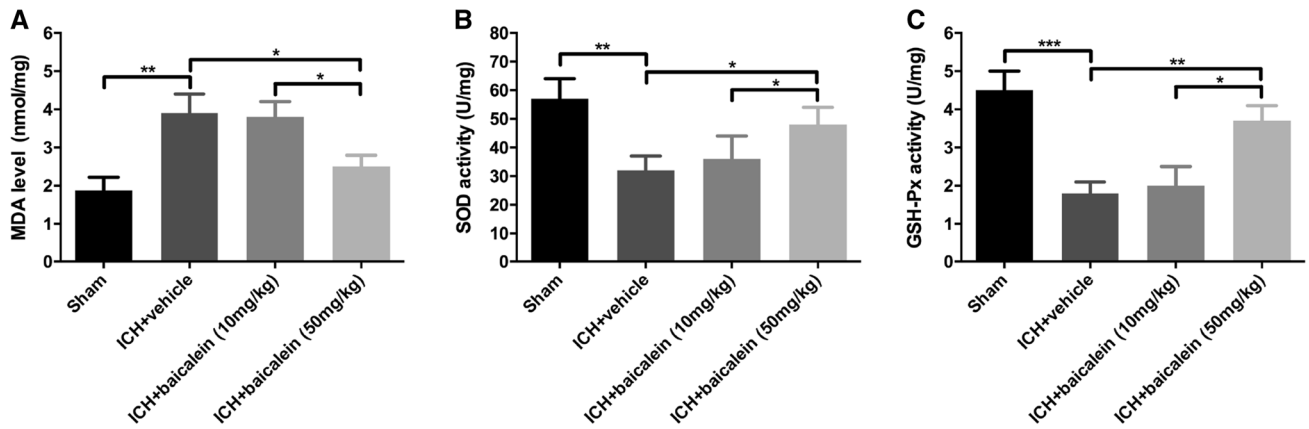 A
MDA level (nmol/mg)
6
5
4
3
2
1
0
**
*
*
Sham
ICH+vehicle
ICH+baicalein (10mg/kg)
ICH+baicalein (50mg/kg)
B
SOD activity (U/mg)
80
70
60
50
40
30
20
10
0
**
*
*
Sham
ICH+vehicle
ICH+baicalein (10mg/kg)
ICH+baicalein (50mg/kg)
C
GSH-Px activity (U/mg)
6
5
4
3
2
1
0
***
**
*
Sham
ICH+vehicle
ICH+baicalein (10mg/kg)
ICH+baicalein (50mg/kg)